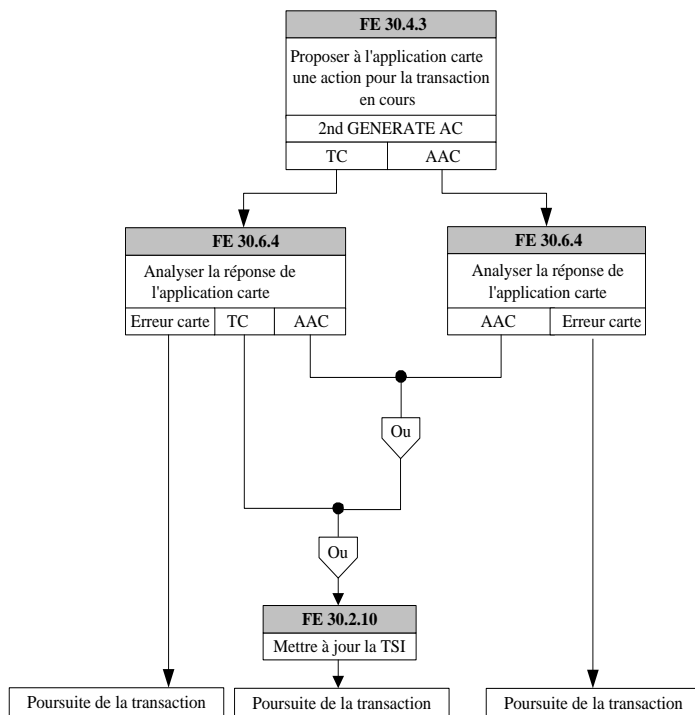 FE 30.4.3
Proposer à l'application carte
une action pour la transaction
en cours
2nd GENERATE AC
TC AAC
FE 30.6.4
Analyser la réponse de
l'application carte
Erreur carte TC AAC
FE 30.6.4
Analyser la réponse de
l'application carte
AAC Erreur carte
Ou
Ou
FE 30.2.10
Mettre à jour la TSI
Poursuite de la transaction
Poursuite de la transaction
Poursuite de la transaction